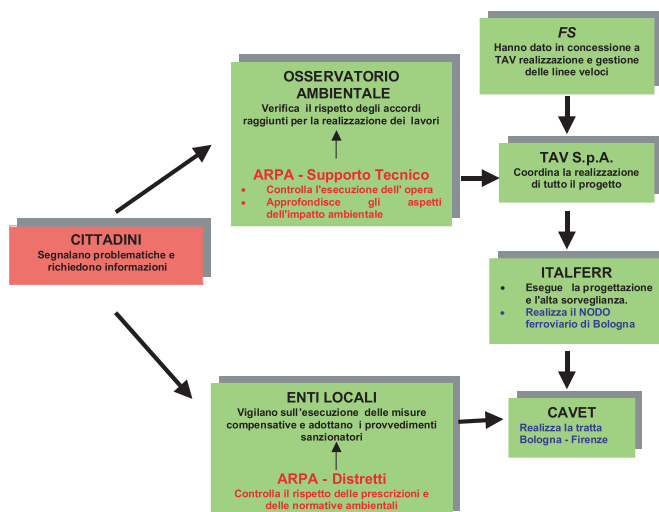 FS
Hanno dato in concessione a
TAV realizzazione e gestione
delle linee veloci
OSSERVATORIO
AMBIENTALE
Verifica il rispetto degli accordi
raggiunti per la realizzazione dei lavori
ARPA - Supporto Tecnico
• Controlla l'esecuzione dell' opera
• Approfondisce gli aspetti
dell'impatto ambientale
TAV S.p.A.
Coordina la realizzazione
di tutto il progetto
CITTADINI
Segnalano problematiche e
richiedono informazioni
ITALFERR
• Esegue la progettazione
e l'alta sorveglianza.
• Realizza il NODO
ferroviario di Bologna
ENTI LOCALI
Vigilano sull'esecuzione delle misure
compensative e adottano i provvedimenti
sanzionatori
ARPA - Distretti
Controlla il rispetto delle prescrizioni e
delle normative ambientali
CAVET
Realizza la tratta
Bologna - Firenze